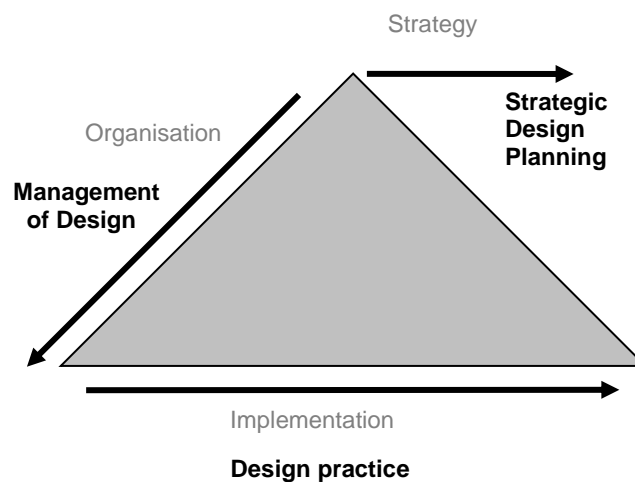 Strategy
Strategic
Design
Planning
Organisation
Management
of Design
Implementation
Design practice